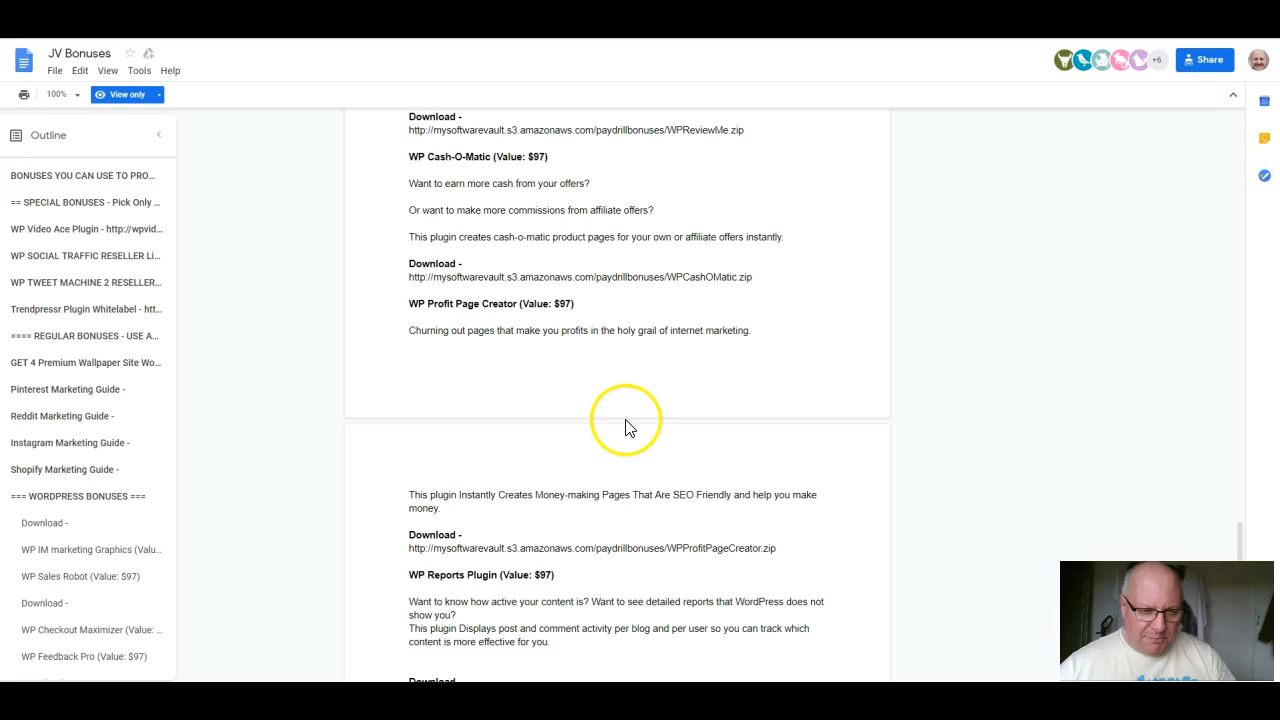 JV Bonuses
File Edit View Tools Help
+6
Share
100%
View only
Outline
BONUSES YOU CAN USE TO PRO...
== SPECIAL BONUSES - Pick Only ...
WP Video Ace Plugin - http://wpvid...
WP SOCIAL TRAFFIC RESELLER Li...
WP TWEET MACHINE 2 RESELLER...
Trendpressr Plugin Whitelabel - htt...
==== REGULAR BONUSES - USE A...
GET 4 Premium Wallpaper Site Wo...
Pinterest Marketing Guide -
Reddit Marketing Guide -
Instagram Marketing Guide -
Shopify Marketing Guide -
=== WORDPRESS BONUSES ===
Download -
WP IM marketing Graphics (Valu...
WP Sales Robot (Value: $97)
Download -
WP Checkout Maximizer (Value: ...
WP Feedback Pro (Value: $97)
Download -
http://mysoftwarevault.s3.amazonaws.com/paydrillbonuses/WPReviewMe.zip
WP Cash-O-Matic (Value: $97)
Want to earn more cash from your offers?
Or want to make more commissions from affiliate offers?
This plugin creates cash-o-matic product pages for your own or affiliate offers instantly.
Download -
http://mysoftwarevault.s3.amazonaws.com/paydrillbonuses/WPCashOMatic.zip
WP Profit Page Creator (Value: $97)
Churning out pages that make you profits in the holy grail of internet marketing.
This plugin Instantly Creates Money-making Pages That Are SEO Friendly and help you make
money.
Download -
http://mysoftwarevault.s3.amazonaws.com/paydrillbonuses/WPProfitPageCreator.zip
WP Reports Plugin (Value: $97)
Want to know how active your content is? Want to see detailed reports that WordPress does not
show you?
This plugin Displays post and comment activity per blog and per user so you can track which
content is more effective for you.
Download